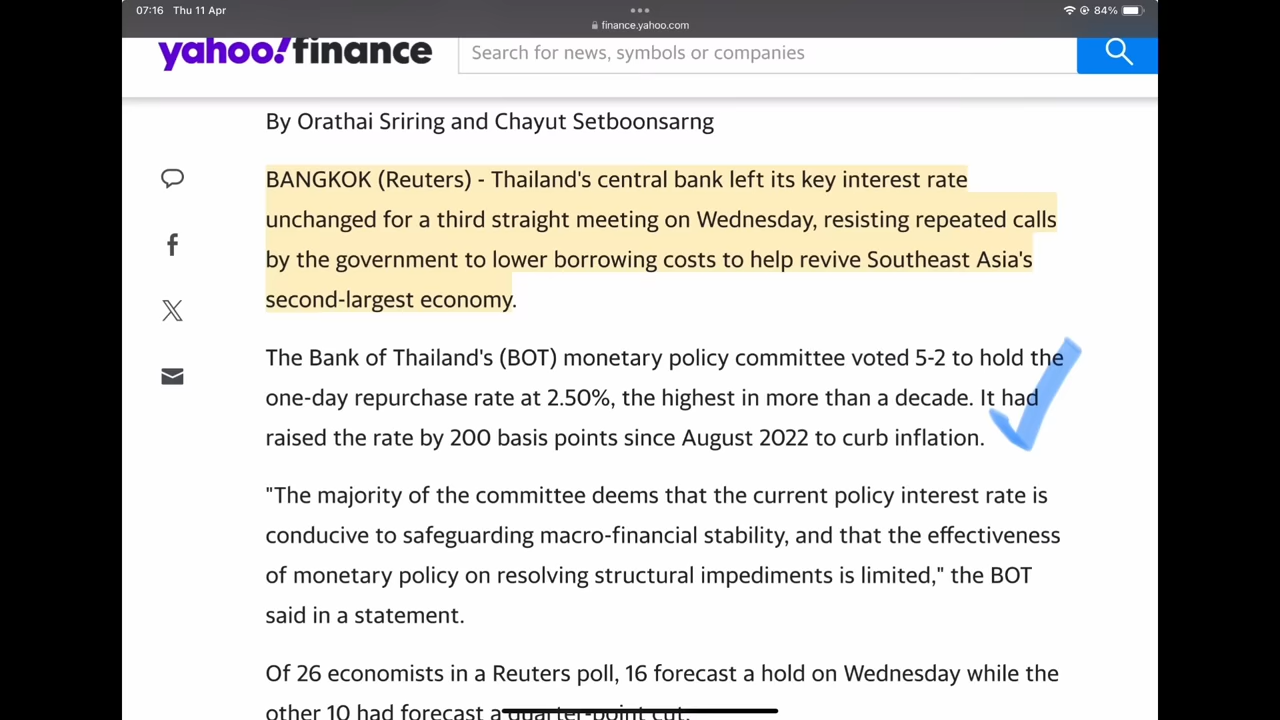 07:16 Thu 11 Apr
84%
finance.yahoo.com
yahoo!finance
Search for news, symbols or companies
By Orathai Sriring and Chayut Setboonsarng
BANGKOK (Reuters) - Thailand's central bank left its key interest rate
unchanged for a third straight meeting on Wednesday, resisting repeated calls
by the government to lower borrowing costs to help revive Southeast Asia's
second-largest economy.
The Bank of Thailand's (BOT) monetary policy committee voted 5-2 to hold the
one-day repurchase rate at 2.50%, the highest in more than a decade. It had
raised the rate by 200 basis points since August 2022 to curb inflation.
"The majority of the committee deems that the current policy interest rate is
conducive to safeguarding macro-financial stability, and that the effectiveness
of monetary policy on resolving structural impediments is limited," the BOT
said in a statement.
Of 26 economists in a Reuters poll, 16 forecast a hold on Wednesday while the
other 10 had forecast a quarter-point cut.